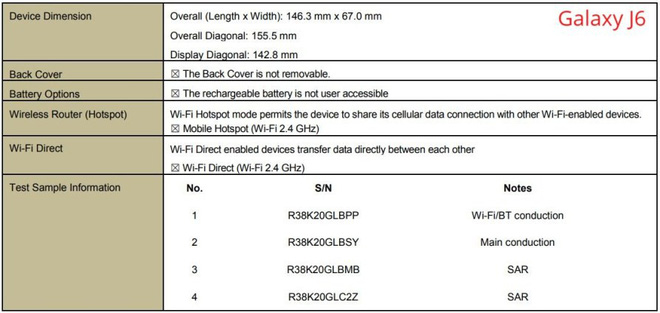 Galaxy J6
Device Dimension
Overall (Length x Width): 146.3 mm x 67.0 mm
Overall Diagonal: 155.5 mm
Display Diagonal: 142.8 mm
Back Cover
☒ The Back Cover is not removable.
Battery Options
☒ The rechargeable battery is not user accessible
Wireless Router (Hotspot)
Wi-Fi Hotspot mode permits the device to share its cellular data connection with other Wi-Fi-enabled devices.
☒ Mobile Hotspot (Wi-Fi 2.4 GHz)
Wi-Fi Direct
Wi-Fi Direct enabled devices transfer data directly between each other
☒ Wi-Fi Direct (Wi-Fi 2.4 GHz)
Test Sample Information
No. S/N Notes
1 R38K20GLBPP Wi-Fi/BT conduction
2 R38K20GLBSY Main conduction
3 R38K20GLBMB SAR
4 R38K20GLC2Z SAR